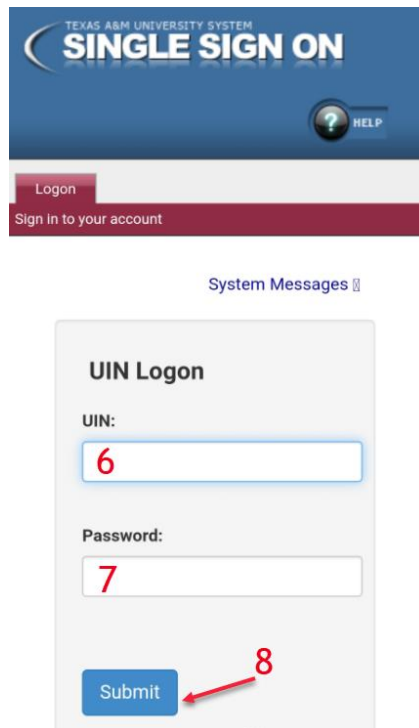 TEXAS A&M UNIVERSITY SYSTEM
SINGLE SIGN ON
? HELP
Logon
Sign in to your account
System Messages
UIN Logon
UIN:
6
Password:
7
8
Submit